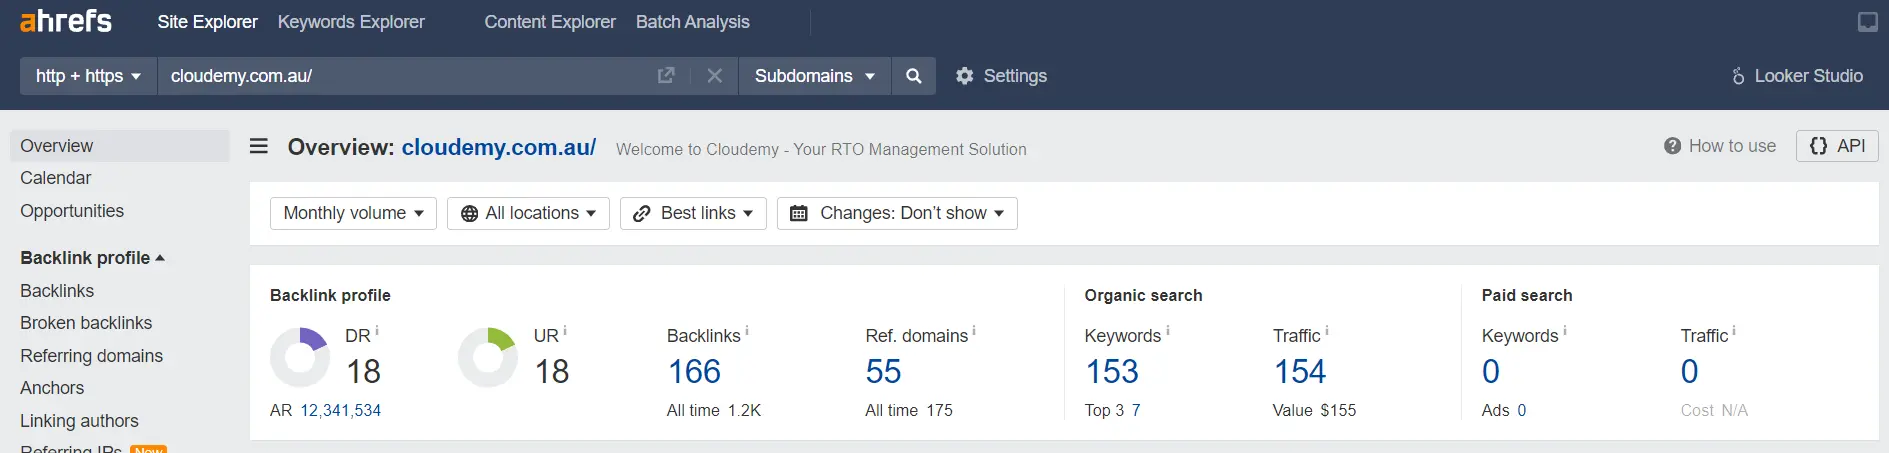 ahrefs Site Explorer Keywords Explorer Content Explorer Batch Analysis
http + https cloudemy.com.au/ Subdomains Settings Looker Studio
Overview
Calendar
Opportunities
Backlink profile
Backlinks
Broken backlinks
Referring domains
Anchors
Linking authors
Referring IPs New
Overview: cloudemy.com.au/ Welcome to Cloudemy - Your RTO Management Solution How to use {} API
Monthly volume All locations Best links Changes: Don't show
Backlink profile
DR i
18
AR 12,341,534
UR i
18
Backlinks i
166
All time 1.2K
Ref. domains i
55
All time 175
Organic search
Keywords i
153
Top 3 7
Traffic i
154
Value $155
Paid search
Keywords i
0
Ads 0
Traffic i
0
Cost N/A